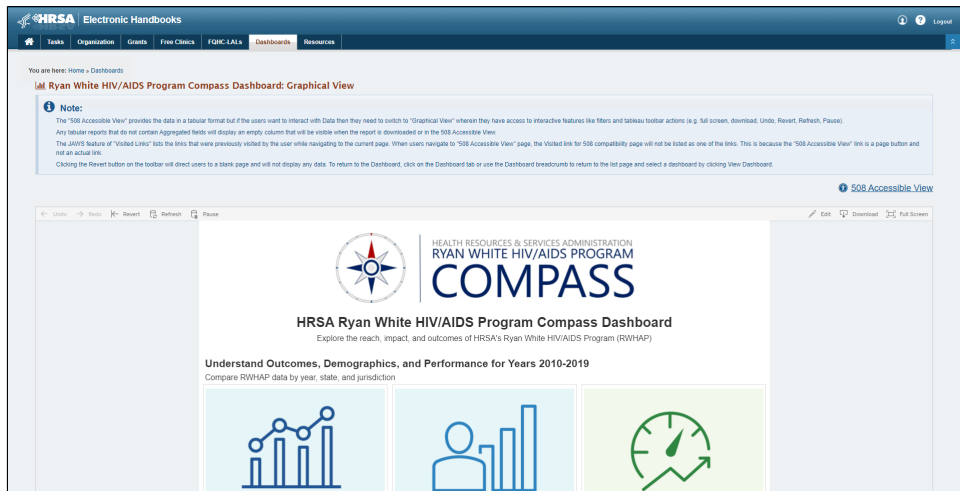 HRSA Electronic Handbooks
? Logout
Tasks Organization Grants Free Clinics FQHC-LALs Dashboards Resources
You are here: Home » Dashboards
Ryan White HIV/AIDS Program Compass Dashboard: Graphical View
Note:
The "508 Accessible View" provides the data in a tabular format but if the users want to interact with Data then they need to switch to "Graphical View" wherein they have access to interactive features like filters and tableau toolbar actions (e.g. full screen, download, Undo, Revert, Refresh, Pause).
Any tabular reports that do not contain Aggregated fields will display an empty column that will be visible when the report is downloaded or in the 508 Accessible View.
The JAWS feature of "Visited Links" lists the links that were previously visited by the user while navigating to the current page. When users navigate to "508 Accessible View" page, the Visited link for 508 compatibility page will not be listed as one of the links. This is because the "508 Accessible View" link is a page button and
not an actual link.
Clicking the Revert button on the toolbar will direct users to a blank page and will not display any data. To return to the Dashboard, click on the Dashboard tab or use the Dashboard breadcrumb to return to the list page and select a dashboard by clicking View Dashboard.
508 Accessible View
Undo Redo Revert Refresh Pause Edit Download Full Screen
HEALTH RESOURCES & SERVICES ADMINISTRATION
RYAN WHITE HIV/AIDS PROGRAM
COMPASS
HRSA Ryan White HIV/AIDS Program Compass Dashboard
Explore the reach, impact, and outcomes of HRSA's Ryan White HIV/AIDS Program (RWHAP)
Understand Outcomes, Demographics, and Performance for Years 2010-2019
Compare RWHAP data by year, state, and jurisdiction